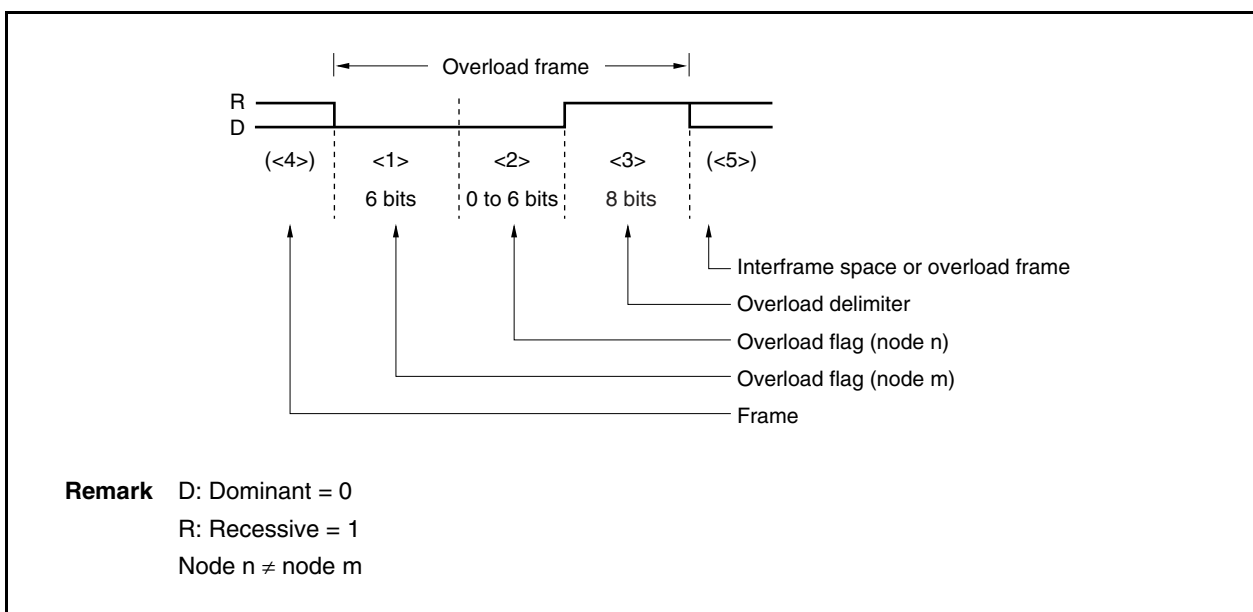 Overload frame
R
D
(<4>) <1> <2> <3> (<5>)
6 bits 0 to 6 bits 8 bits
Interframe space or overload frame
Overload delimiter
Overload flag (node n)
Overload flag (node m)
Frame
Remark D: Dominant = 0
R: Recessive = 1
Node n ≠ node m